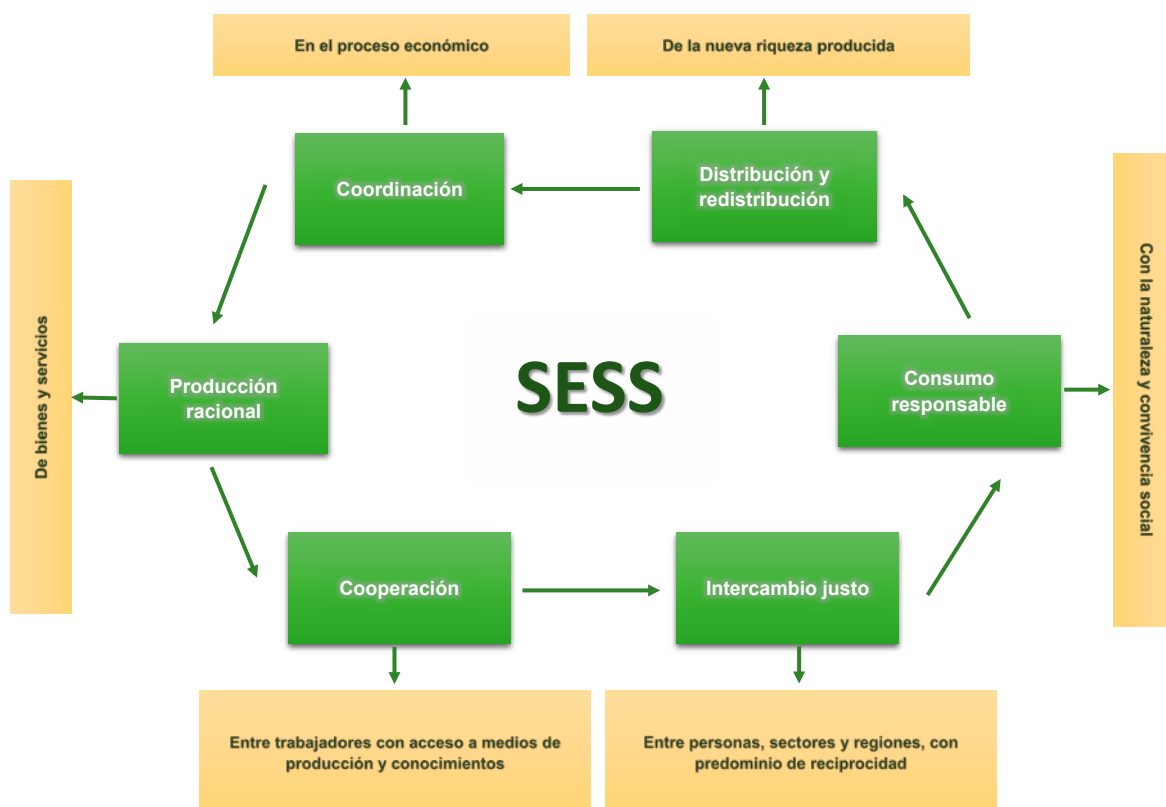 En el proceso económico
De la nueva riqueza producida
Coordinación
Distribución y
redistribución
De bienes y servicios
Producción
racional
SESS
Consumo
responsable
Con la naturaleza y convivencia social
Cooperación
Intercambio justo
Entre trabajadores con acceso a medios de
producción y conocimientos
Entre personas, sectores y regiones, con
predominio de reciprocidad